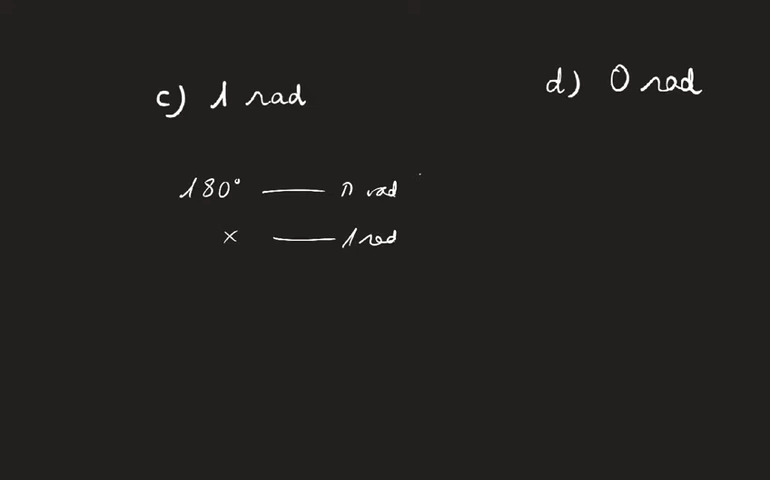 c) 1 rad
d) 0 rad
180° —— π rad
x —— 1 rad